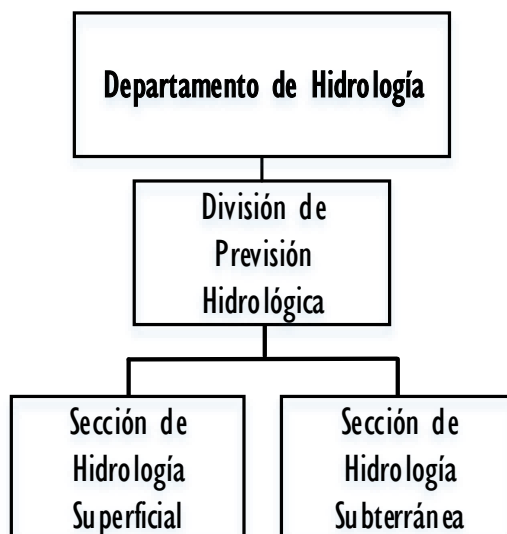 Departamento de Hidrología
División de
Previsión
Hidrológica
Sección de
Hidrología
Superficial
Sección de
Hidrología
Subterránea